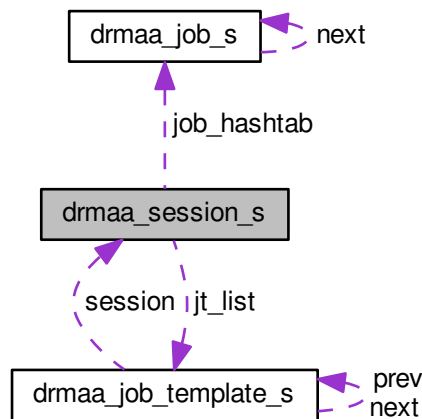 drmaa_job_s
next
job_hashtab
drmaa_session_s
session
jt_list
drmaa_job_template_s
prev
next